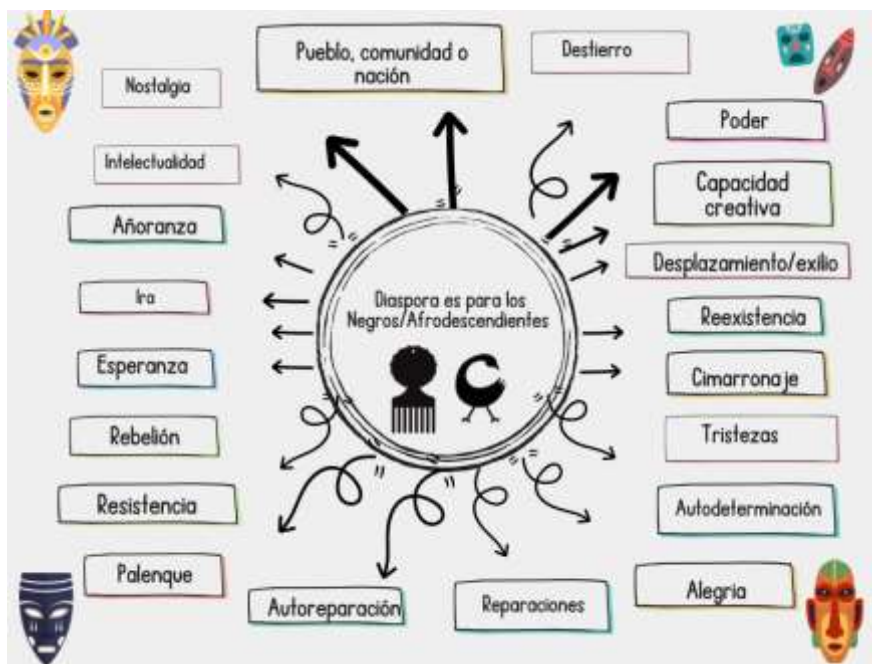 Pueblo, comunidad o
nación
Destierro
Nostalgia
Poder
Intelectualidad
Capacidad
creativa
Añoranza
Desplazamiento/exilio
Ira
Diaspora es para los
Negros/Afrodescendientes
Reexistencia
Esperanza
Cimarronaje
Rebelión
Tristezas
Resistencia
Autodeterminación
Palenque
Autoreparación
Reparaciones
Alegria